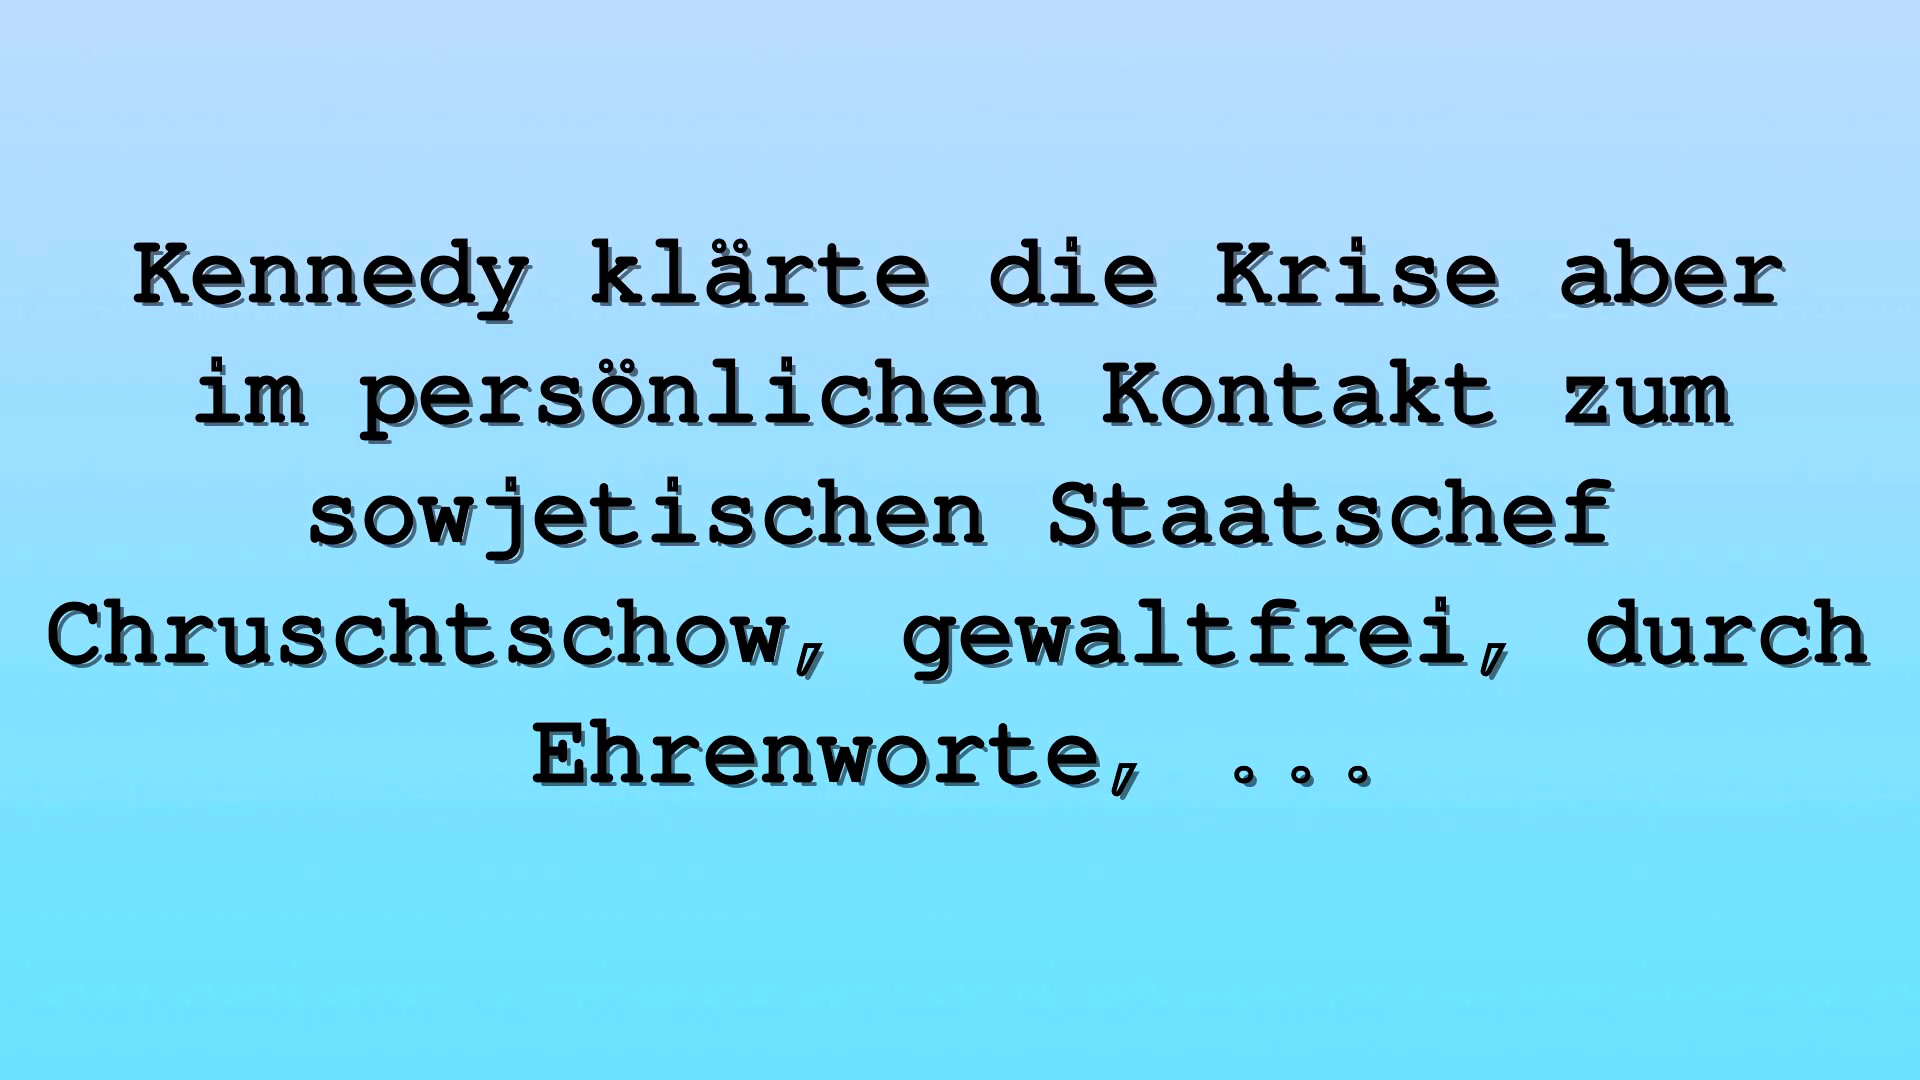 Kennedy klärte die Krise aber
im persönlichen Kontakt zum
sowjetischen Staatschef
Chruschtschow, gewaltfrei, durch
Ehrenworte, ...